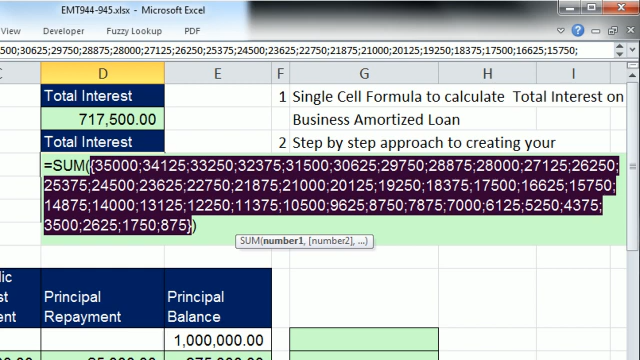 EMT944-945.xlsx - Microsoft Excel
View Developer Fuzzy Lookup PDF
500;30625;29750;28875;28000;27125;26250;25375;24500;23625;22750;21875;21000;20125;19250;18375;17500;16625;15750;
C D E F G H I
Total Interest 1 Single Cell Formula to calculate Total Interest on
717,500.00 Business Amortized Loan
Total Interest 2 Step by step approach to creating your
=SUM({35000;34125;33250;32375;31500;30625;29750;28875;28000;27125;26250;
25375;24500;23625;22750;21875;21000;20125;19250;18375;17500;16625;15750;
14875;14000;13125;12250;11375;10500;9625;8750;7875;7000;6125;5250;4375;
3500;2625;1750;875})
SUM(number1, [number2], ...)
Principal Repayment
Principal Balance
1,000,000.00